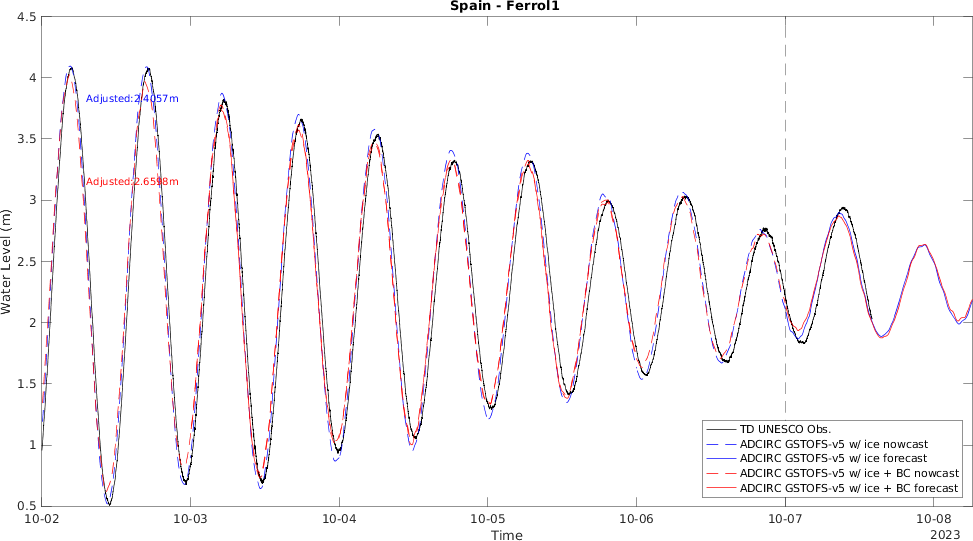 Spain - Ferrol1
4.5
4
3.5
3
2.5
2
1.5
1
0.5
Water Level (m)
Adjusted:2.4057m
Adjusted:2.6598m
TD UNESCO Obs.
ADCIRC GSTOFS-v5 w/ ice nowcast
ADCIRC GSTOFS-v5 w/ ice forecast
ADCIRC GSTOFS-v5 w/ ice + BC nowcast
ADCIRC GSTOFS-v5 w/ ice + BC forecast
10-02 10-03 10-04 10-05 10-06 10-07 10-08
Time
2023